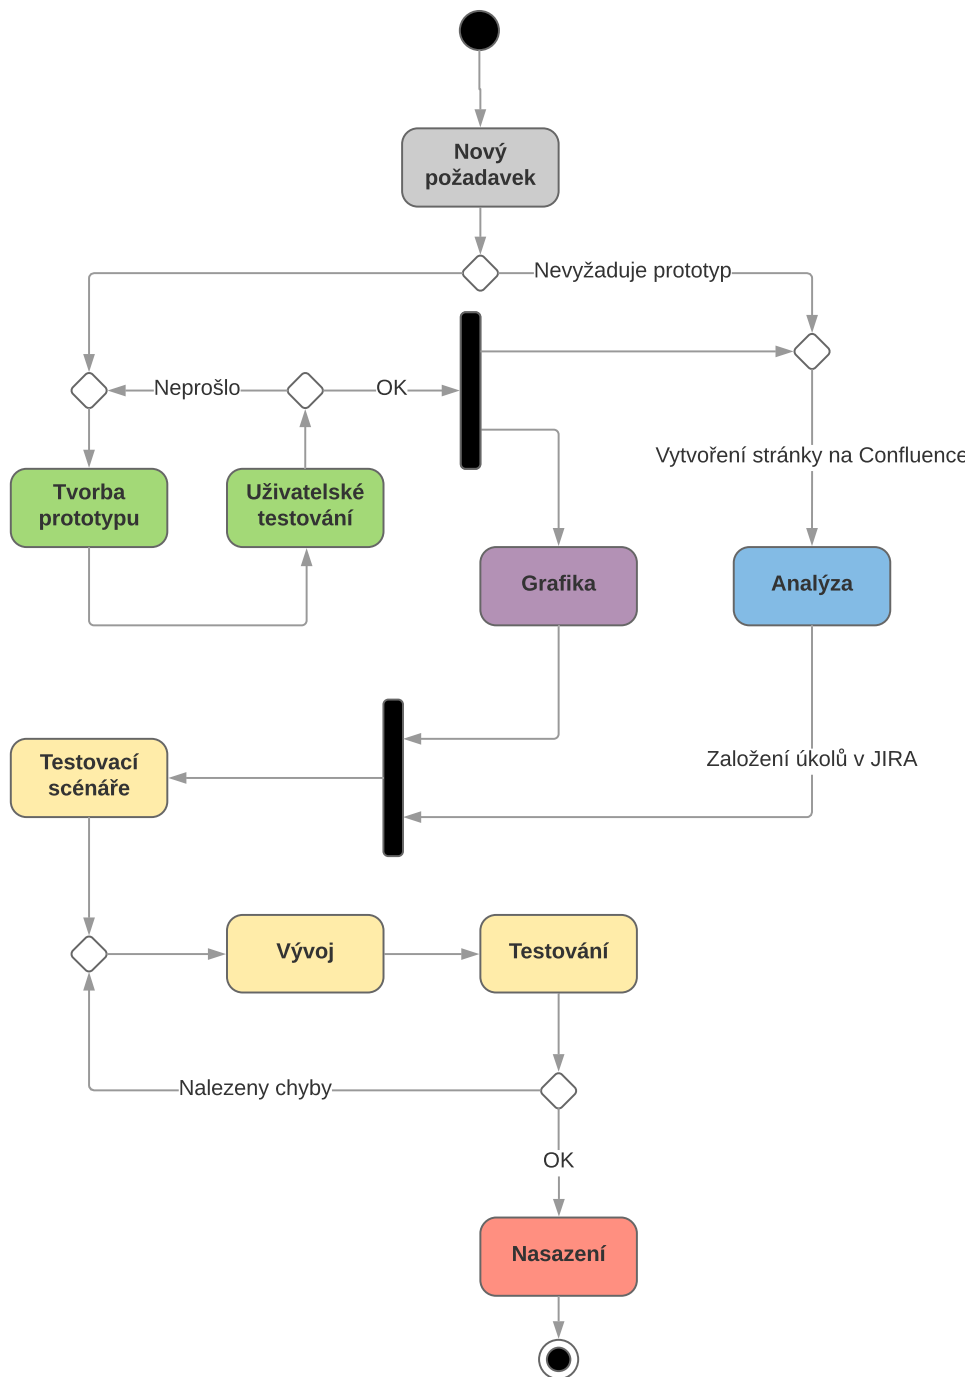 Nový
požadavek
Nevyžaduje prototyp
Neprošlo
OK
Vytvoření stránky na Confluence
Tvorba
prototypu
Uživatelské
testování
Grafika
Analýza
Testovací
scénáře
Založení úkolů v JIRA
Vývoj
Testování
Nalezeny chyby
OK
Nasazení